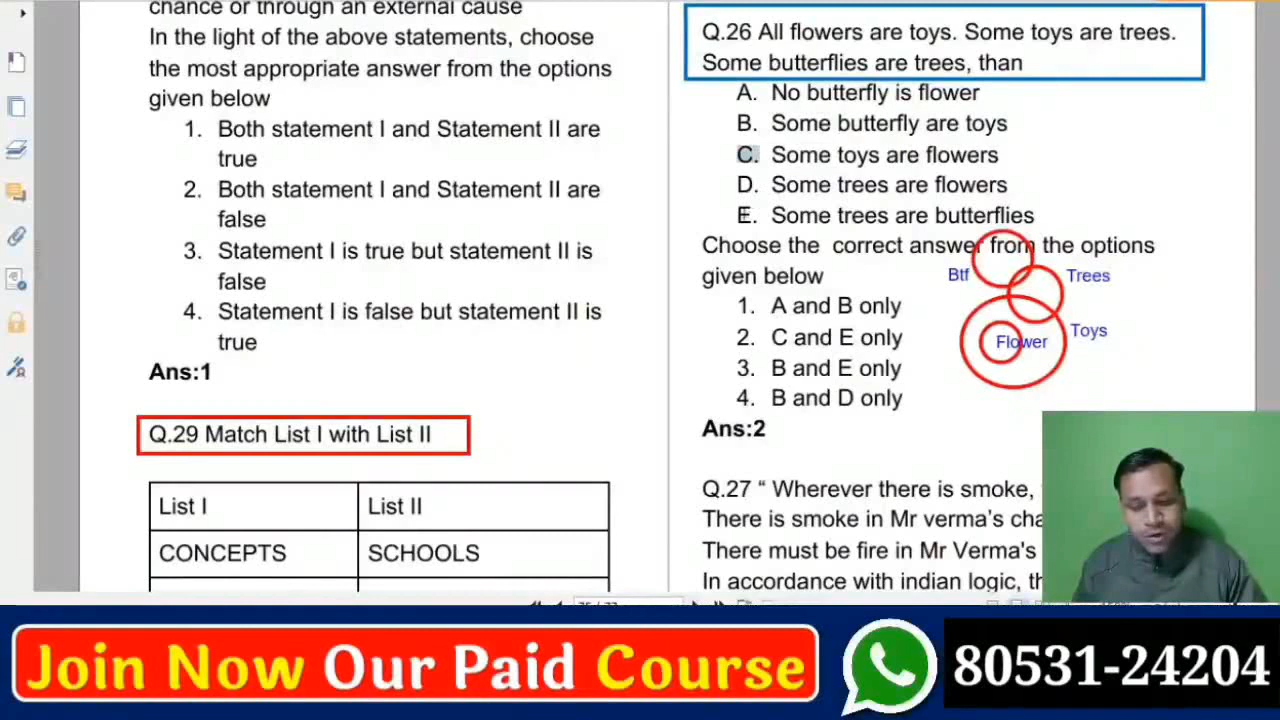 chance or through an external cause
In the light of the above statements, choose
the most appropriate answer from the options
given below
1. Both statement I and Statement II are
true
2. Both statement I and Statement II are
false
3. Statement I is true but statement II is
false
4. Statement I is false but statement II is
true
Ans:1
Q.29 Match List I with List II
List I
List II
CONCEPTS
SCHOOLS
Q.26 All flowers are toys. Some toys are trees.
Some butterflies are trees, than
A. No butterfly is flower
B. Some butterfly are toys
C. Some toys are flowers
D. Some trees are flowers
E. Some trees are butterflies
Choose the correct answer from the options
given below
1. A and B only
2. C and E only
3. B and E only
4. B and D only
Btf
Trees
Toys
Flower
Ans:2
Q.27 “ Wherever there is smoke,
There is smoke in Mr verma’s cha
There must be fire in Mr Verma's
In accordance with indian logic, th
Join Now Our Paid Course
80531-24204